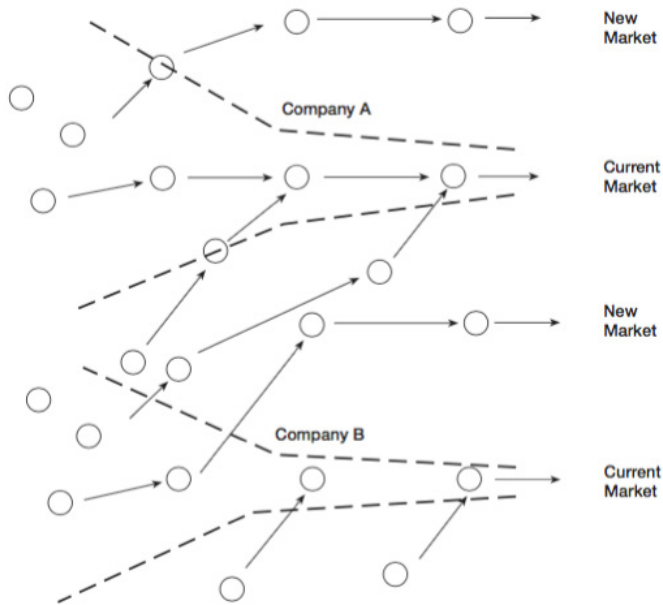 New
Market
Company A
Current
Market
New
Market
Company B
Current
Market